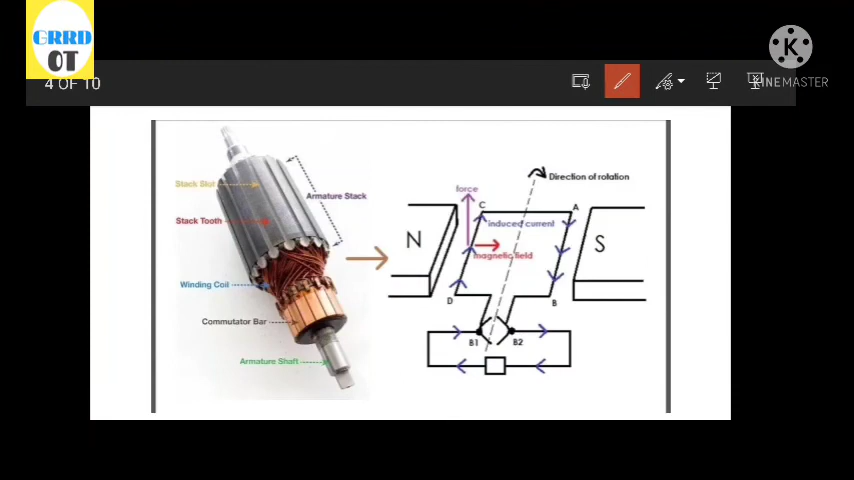 GRRD
OT
4 OF 10
K
KINEMASTER
Stack Slot
Armature Stack
Stack Tooth
Winding Coil
Commutator Bar
Armature Shaft
Direction of rotation
force
C
A
induced current
N
S
magnetic field
D
B
B1
B2